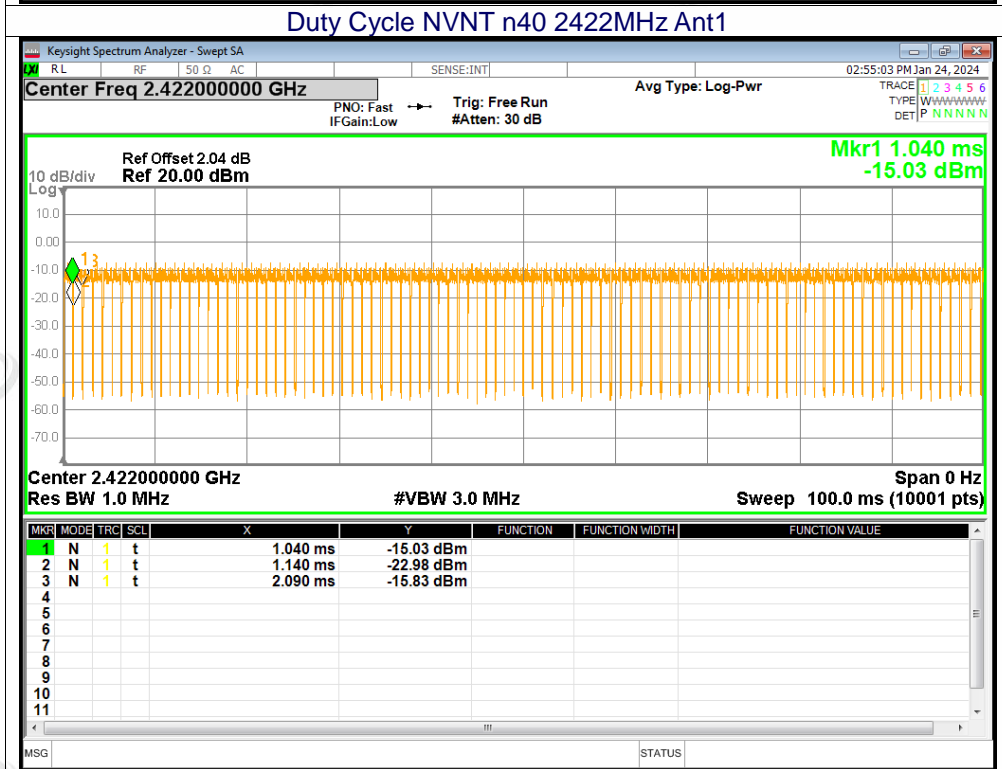 Duty Cycle NVNT n40 2422MHz Ant1
Keysight Spectrum Analyzer - Swept SA
LXI RL RF 50 Ω AC SENSE:INT 02:55:03 PM Jan 24, 2024
Center Freq 2.422000000 GHz Avg Type: Log-Pwr TRACE 1 2 3 4 5 6
PNO: Fast Trig: Free Run TYPE WWWWWWW
IFGain:Low #Atten: 30 dB DET P N N N N N
Mkr1 1.040 ms
Ref Offset 2.04 dB
10 dB/div Ref 20.00 dBm -15.03 dBm
Log
10.0
0.00
1 3
-10.0
2
-20.0
-30.0
-40.0
-50.0
-60.0
-70.0
Center 2.422000000 GHz Span 0 Hz
Res BW 1.0 MHz #VBW 3.0 MHz Sweep 100.0 ms (10001 pts)
MKR MODE TRC SCL X Y FUNCTION FUNCTION WIDTH FUNCTION VALUE
1 N 1 t 1.040 ms -15.03 dBm
2 N 1 t 1.140 ms -22.98 dBm
3 N 1 t 2.090 ms -15.83 dBm
4
5
6
7
8
9
10
11
MSG STATUS